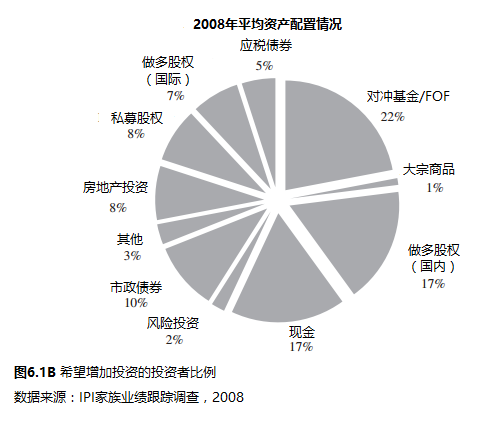 2008年平均资产配置情况
应税债券
5%
做多股权
（国际）
7%
对冲基金/FOF
22%
私募股权
8%
大宗商品
1%
房地产投资
8%
其他
3%
做多股权
（国内）
17%
市政债券
10%
风险投资
2%
现金
17%
图6.1B 希望增加投资的投资者比例
数据来源：IPI家族业绩跟踪调查，2008